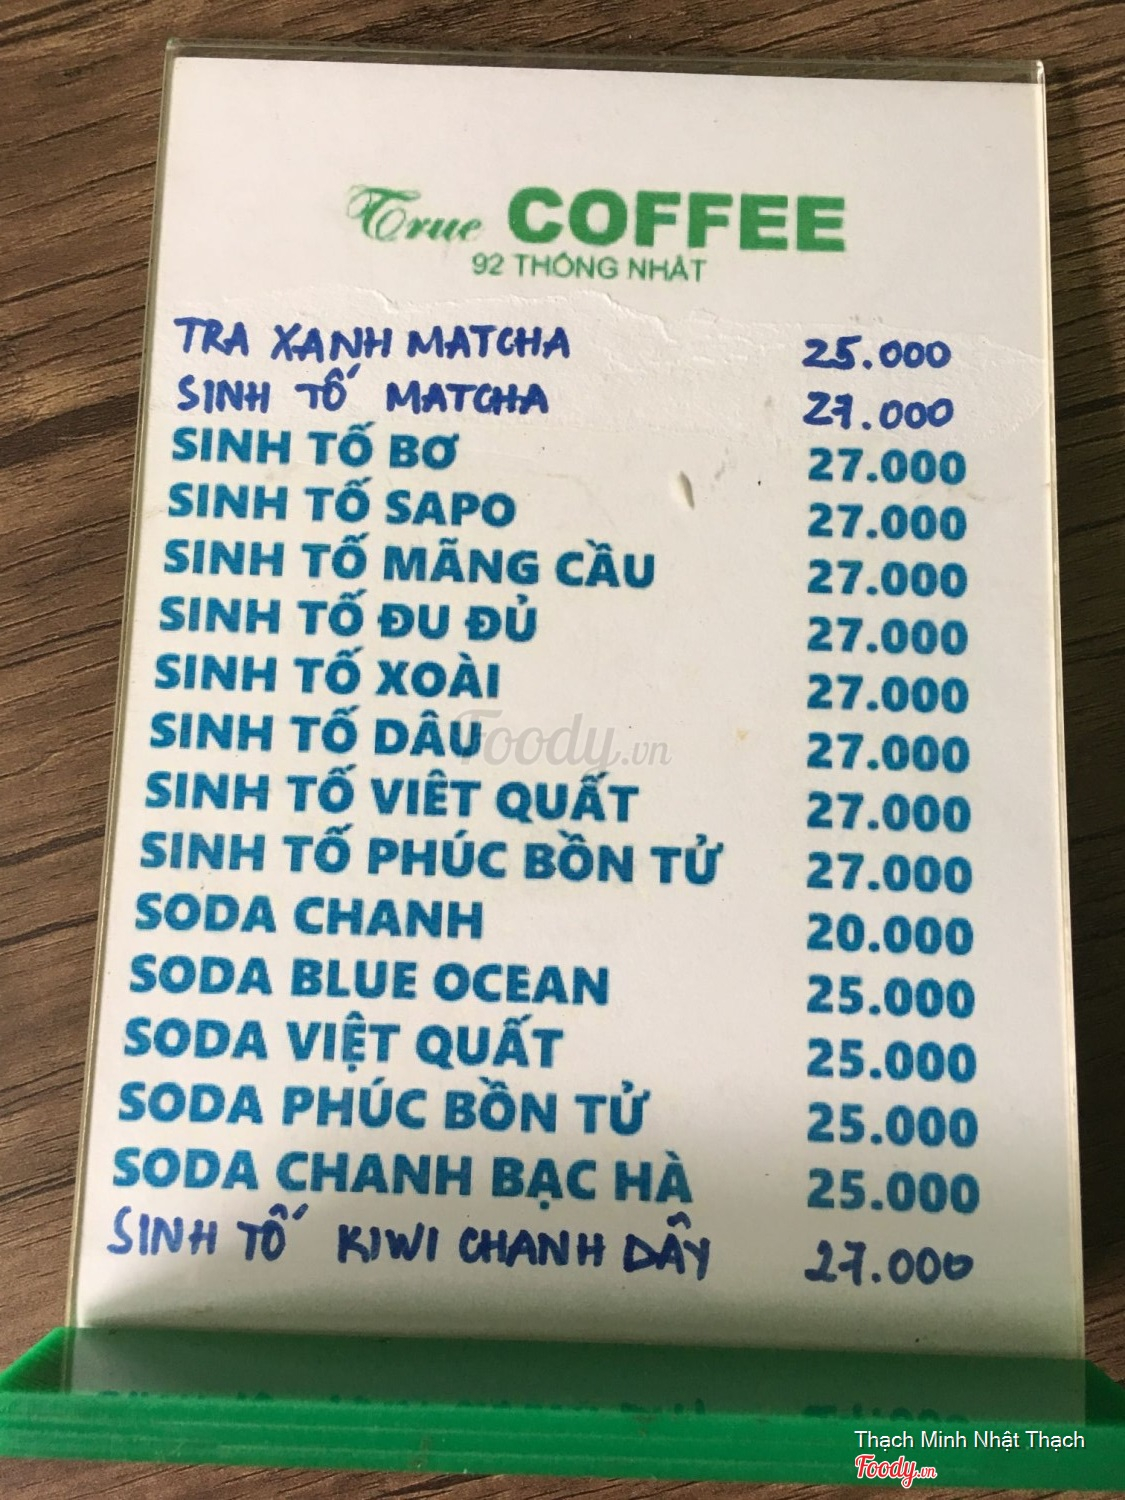 True COFFEE
92 THÔNG NHẤT
TRA XANH MATCHA 25.000
SINH TỐ MATCHA 27.000
SINH TỐ BƠ 27.000
SINH TỐ SAPO 27.000
SINH TỐ MÃNG CẦU 27.000
SINH TỐ ĐU ĐỦ 27.000
SINH TỐ XOÀI 27.000
SINH TỐ DÂU 27.000
SINH TỐ VIÊT QUẤT 27.000
SINH TỐ PHÚC BỒN TỬ 27.000
SODA CHANH 20.000
SODA BLUE OCEAN 25.000
SODA VIỆT QUẤT 25.000
SODA PHÚC BỒN TỬ 25.000
SODA CHANH BẠC HÀ 25.000
SINH TỐ KIWI CHANH DÂY 27.000
Foody.vn
Thạch Minh Nhật Thạch
Foody.vn